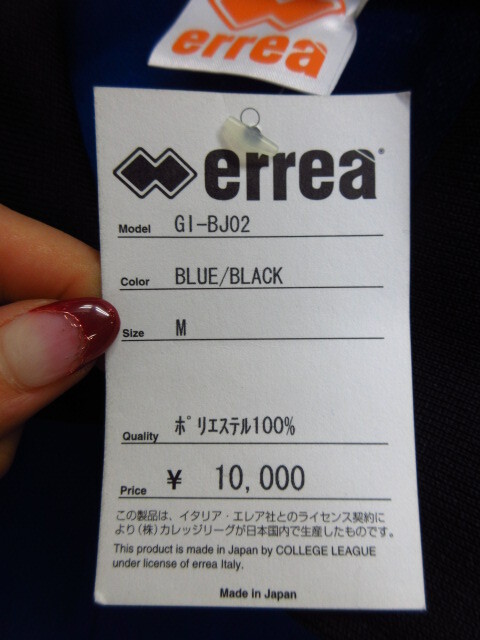 errea
errea
Model GI-BJ02
Color BLUE/BLACK
Size M
Quality ポリエステル100%
Price ¥ 10,000
この製品は、イタリア・エレア社とのライセンス契約に
より(株)カレッジリーグが日本国内で生産したものです。
This product is made in Japan by COLLEGE LEAGUE
under license of errea Italy.
Made in Japan